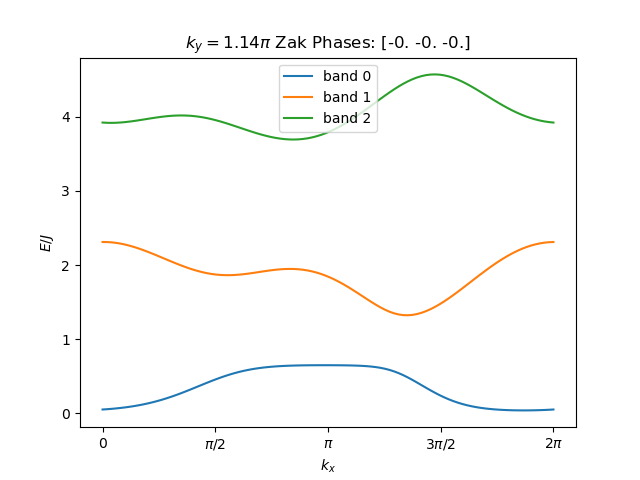 k_y = 1.14π Zak Phases: [-0. -0. -0.]
band 0
band 1
band 2
E/J
4
3
2
1
0
0 π/2 π 3π/2 2π
k_x